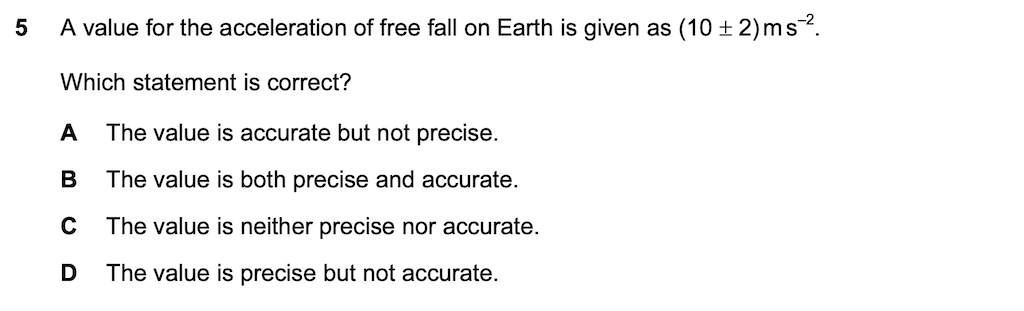 5 A value for the acceleration of free fall on Earth is given as (10 ± 2) m s⁻².
Which statement is correct?
A The value is accurate but not precise.
B The value is both precise and accurate.
C The value is neither precise nor accurate.
D The value is precise but not accurate.